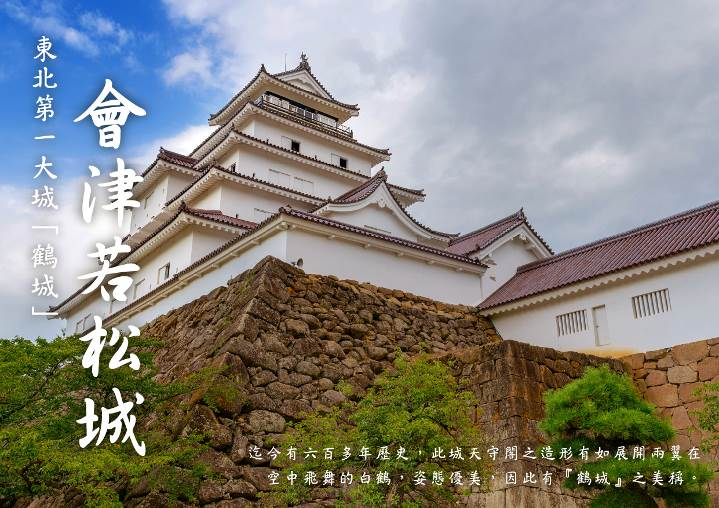 東北第一大城「鶴城」
會津若松城
迄今有六百多年歷史，此城天守閣之造形有如展開兩翼在
空中飛舞的白鶴，姿態優美，因此有『鶴城』之美稱。